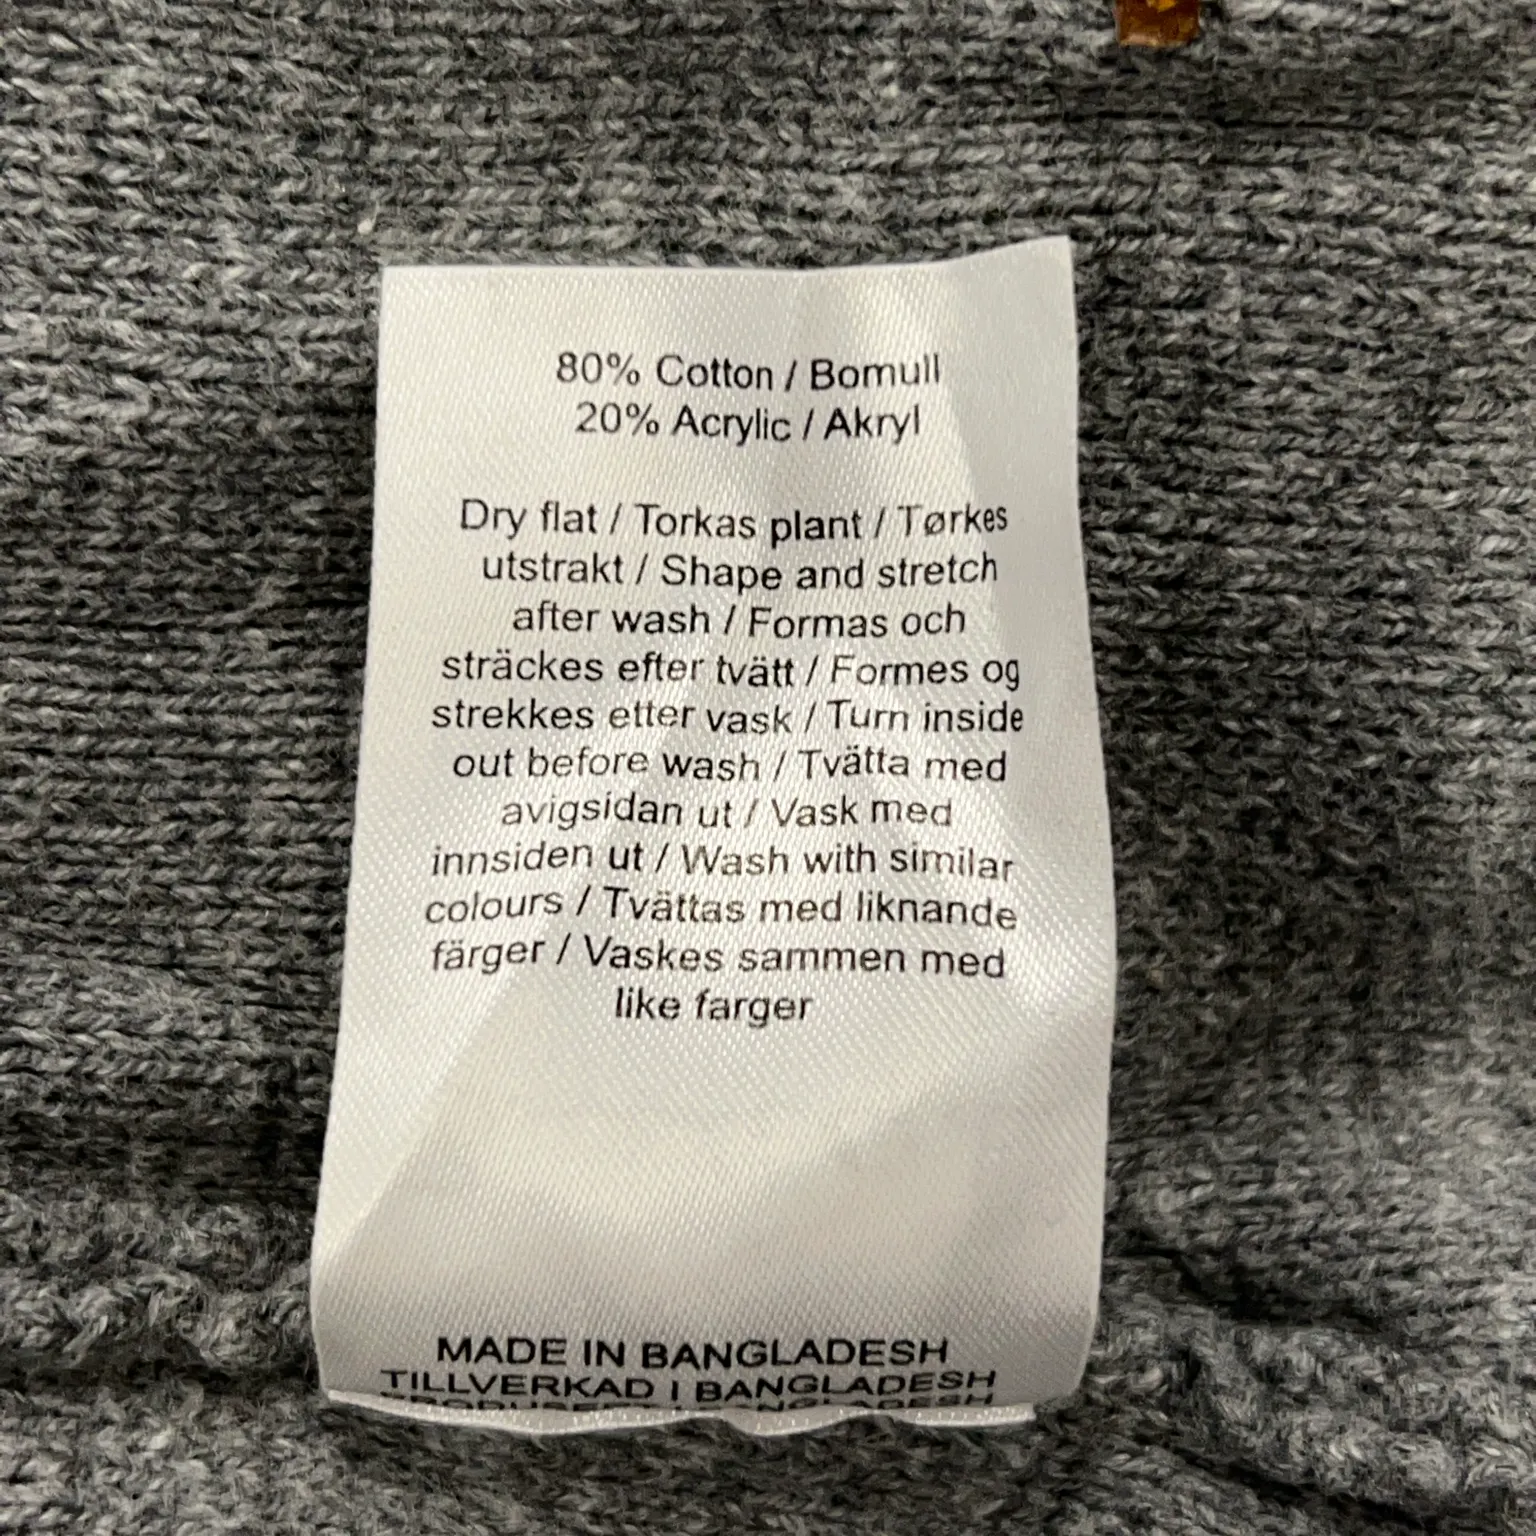 80% Cotton / Bomull
20% Acrylic / Akryl
Dry flat / Torkas plant / Tørkes
utstrakt / Shape and stretch
after wash / Formas och
sträckes efter tvätt / Formes og
strekkes etter vask / Turn inside
out before wash / Tvätta med
avigsidan ut / Vask med
innsiden ut / Wash with similar
colours / Tvättas med liknande
färger / Vaskes sammen med
like farger
MADE IN BANGLADESH
TILLVERKAD I BANGLADESH
PRODUSERT I BANGLADESH